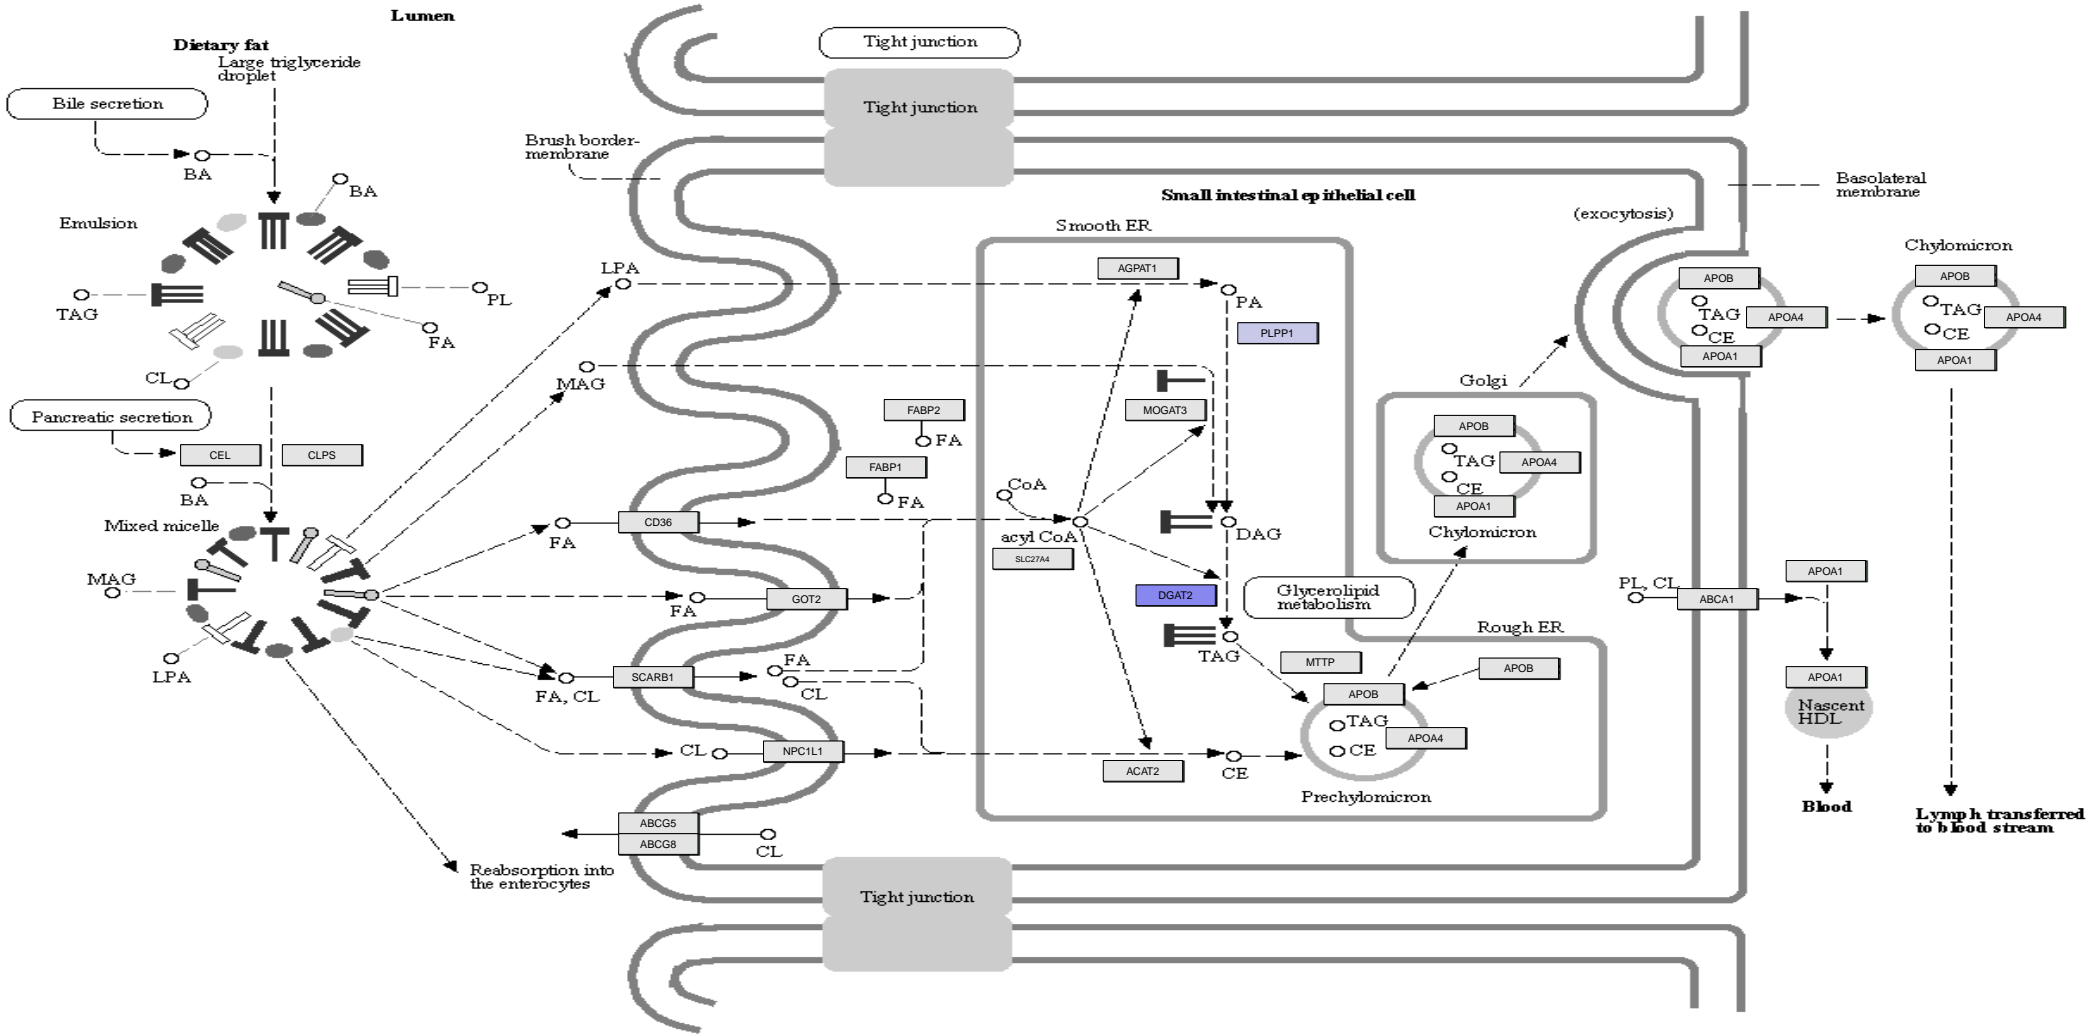 Lumen
Dietary fat
Large triglyceride
droplet
Bile secretion
BA
BA
Emulsion
TAG
PL
FA
CL
Pancreatic secretion
CEL
CLPS
BA
Mixed micelle
MAG
LPA
Tight junction
Tight junction
Brush border-
membrane
LPA
MAG
FA
CD36
FA
GOT2
FA, CL
SCARB1
FA
CL
CL
NPC1L1
ABCG5
ABCG8
CL
Reabsorption into
the enterocytes
Tight junction
FABP2
FA
FABP1
FA
Small intestinal epithelial cell
Smooth ER
AGPAT1
PA
PLPP1
MOGAT3
CoA
acyl CoA
SLC27A4
DAG
DGAT2
Glycerolipid
metabolism
TAG
ACAT2
CE
Rough ER
MTTP
APOB
APOB
TAG
CE
APOA4
Prechylomicron
Golgi
APOB
TAG
APOA4
CE
APOA1
Chylomicron
(exocytosis)
Basolateral
membrane
APOB
TAG
APOA4
CE
APOA1
Chylomicron
APOB
TAG
APOA4
CE
APOA1
PL, CL
ABCA1
APOA1
APOA1
Nascent
HDL
Blood
Lymph transferred
to blood stream